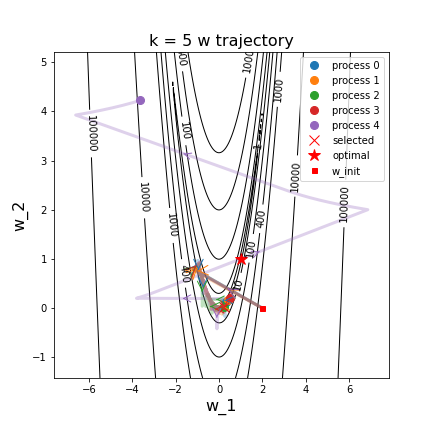 k = 5 w trajectory
process 0
process 1
process 2
process 3
process 4
selected
optimal
w_init
w_2
5
4
3
2
1
0
−1
−6
−4
−2
0
2
4
6
w_1
1000
1000
100000
100
10000
10000
1000
400
100000
100
10